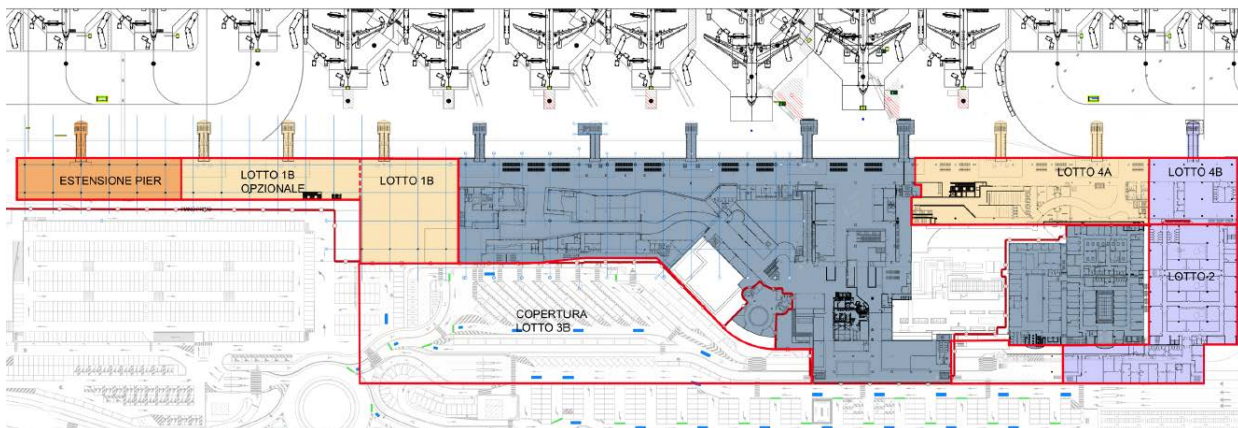 ESTENSIONE PIER
LOTTO 1B
OPZIONALE
LOTTO 1B
LOTTO 4A
LOTTO 4B
LOTTO 2
COPERTURA
LOTTO 3B